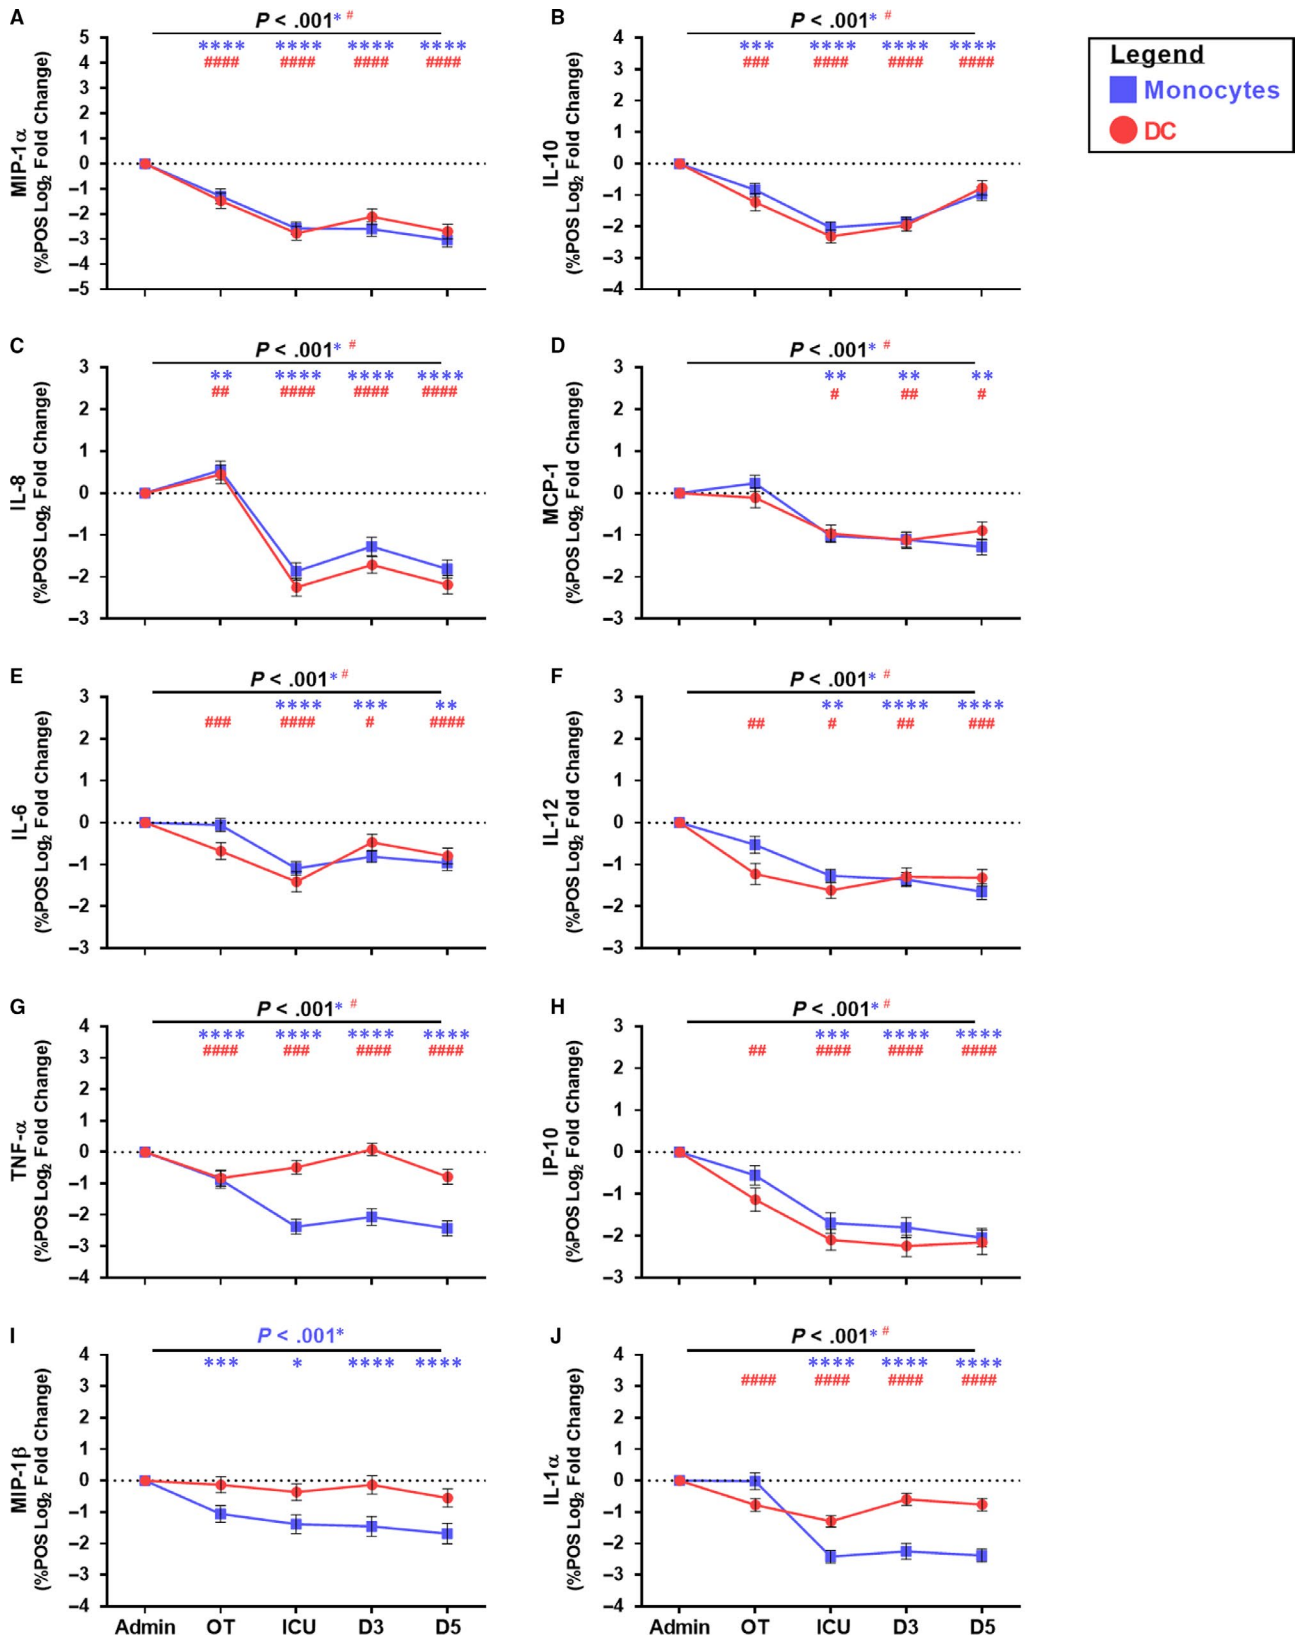 A
P < .001* #
**** **** **** ****
#### #### #### ####
MIP-1α
(%POS Log2 Fold Change)
5
4
3
2
1
0
–1
–2
–3
–4
–5
B
P < .001* #
*** **** **** ****
### #### #### ####
IL-10
(%POS Log2 Fold Change)
4
3
2
1
0
–1
–2
–3
–4
Legend
Monocytes
DC
C
P < .001* #
** **** **** ****
## #### #### ####
IL-8
(%POS Log2 Fold Change)
3
2
1
0
–1
–2
–3
D
P < .001* #
** ** **
# ## #
MCP-1
(%POS Log2 Fold Change)
3
2
1
0
–1
–2
–3
E
P < .001* #
**** *** **
### #### # ####
IL-6
(%POS Log2 Fold Change)
3
2
1
0
–1
–2
–3
F
P < .001* #
** **** ****
## # ## ###
IL-12
(%POS Log2 Fold Change)
3
2
1
0
–1
–2
–3
G
P < .001* #
**** **** **** ****
#### ### #### ####
TNF-α
(%POS Log2 Fold Change)
4
3
2
1
0
–1
–2
–3
–4
H
P < .001* #
*** **** ****
## #### #### ####
IP-10
(%POS Log2 Fold Change)
3
2
1
0
–1
–2
–3
I
P < .001*
*** * **** ****
MIP-1β
(%POS Log2 Fold Change)
4
3
2
1
0
–1
–2
–3
–4
Admin OT ICU D3 D5
J
P < .001* #
**** **** ****
#### #### #### ####
IL-1α
(%POS Log2 Fold Change)
4
3
2
1
0
–1
–2
–3
–4
Admin OT ICU D3 D5